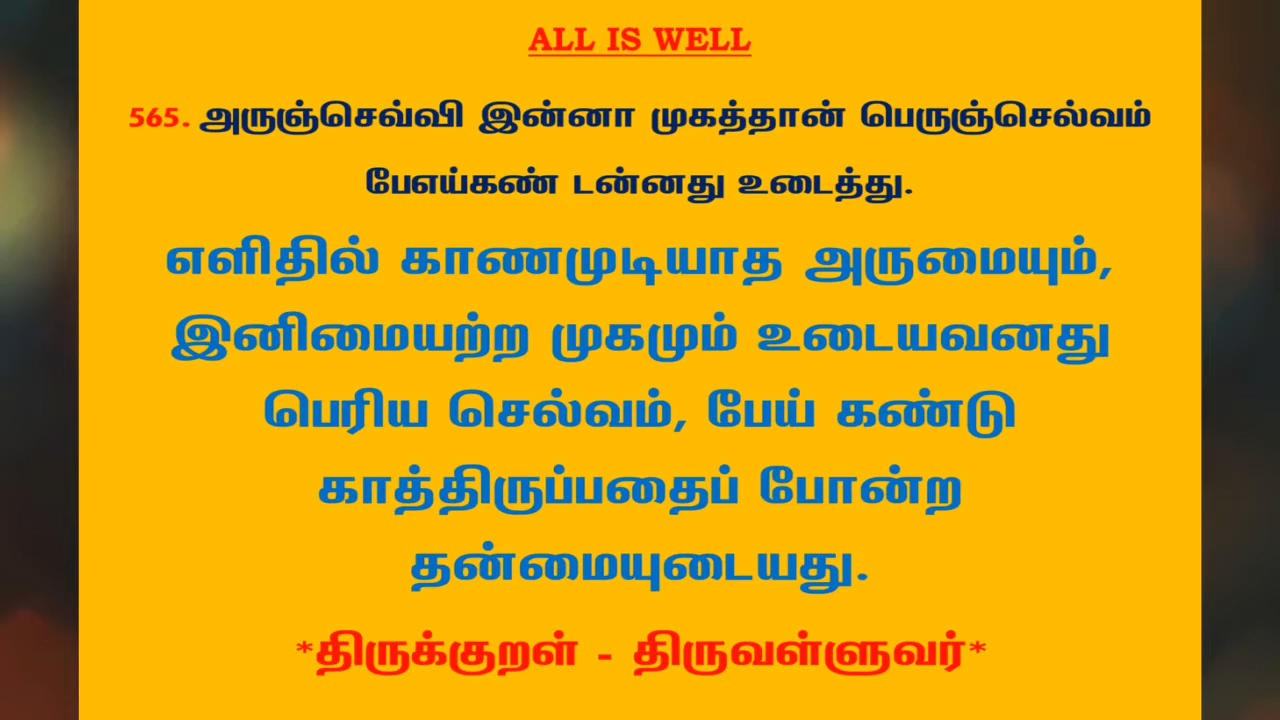 ALL IS WELL
565. அருஞ்செவ்வி இன்னா முகத்தான் பெருஞ்செல்வம்
பேஎய்கண் டன்னது உடைத்து.
எளிதில் காணமுடியாத அருமையும்,
இனிமையற்ற முகமும் உடையவனது
பெரிய செல்வம், பேய் கண்டு
காத்திருப்பதைப் போன்ற
தன்மையுடையது.
*திருக்குறள் - திருவள்ளுவர்*